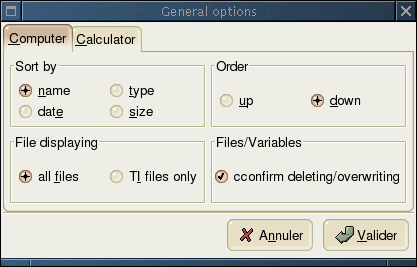 General options
Computer Calculator
Sort by
name type
date size
Order
up down
File displaying
all files TI files only
Files/Variables
cconfirm deleting/overwriting
Annuler Valider